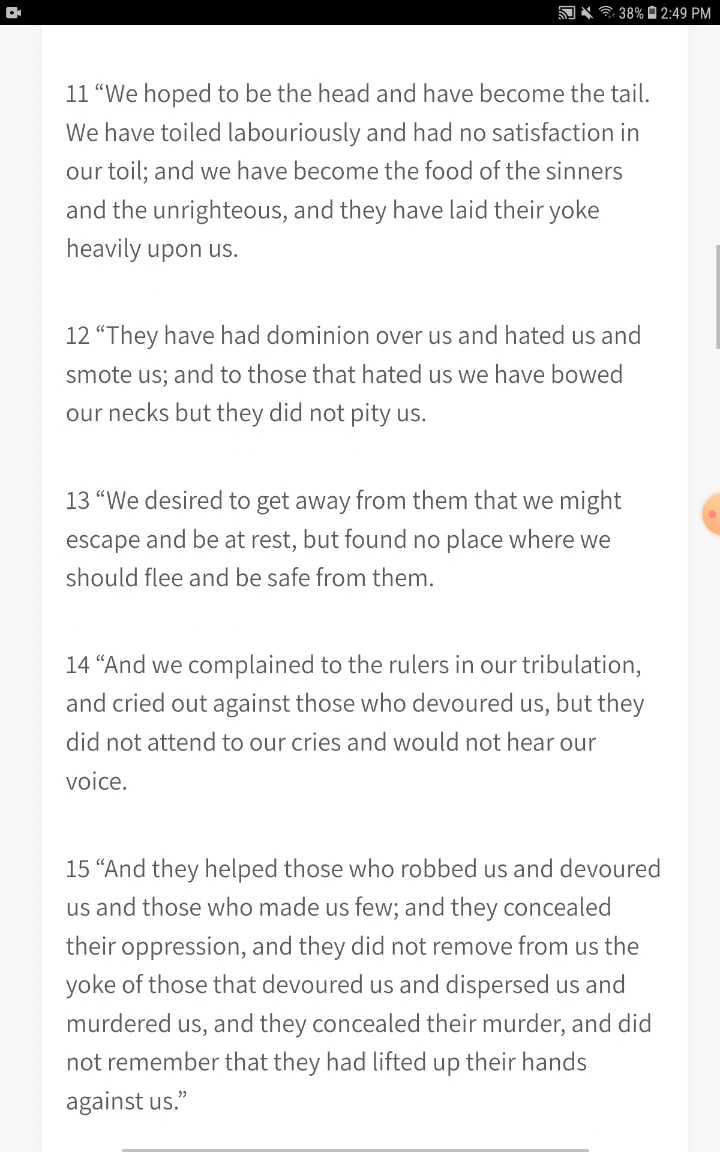 38% 2:49 PM
11 “We hoped to be the head and have become the tail.
We have toiled labouriously and had no satisfaction in
our toil; and we have become the food of the sinners
and the unrighteous, and they have laid their yoke
heavily upon us.
12 “They have had dominion over us and hated us and
smote us; and to those that hated us we have bowed
our necks but they did not pity us.
13 “We desired to get away from them that we might
escape and be at rest, but found no place where we
should flee and be safe from them.
14 “And we complained to the rulers in our tribulation,
and cried out against those who devoured us, but they
did not attend to our cries and would not hear our
voice.
15 “And they helped those who robbed us and devoured
us and those who made us few; and they concealed
their oppression, and they did not remove from us the
yoke of those that devoured us and dispersed us and
murdered us, and they concealed their murder, and did
not remember that they had lifted up their hands
against us.”